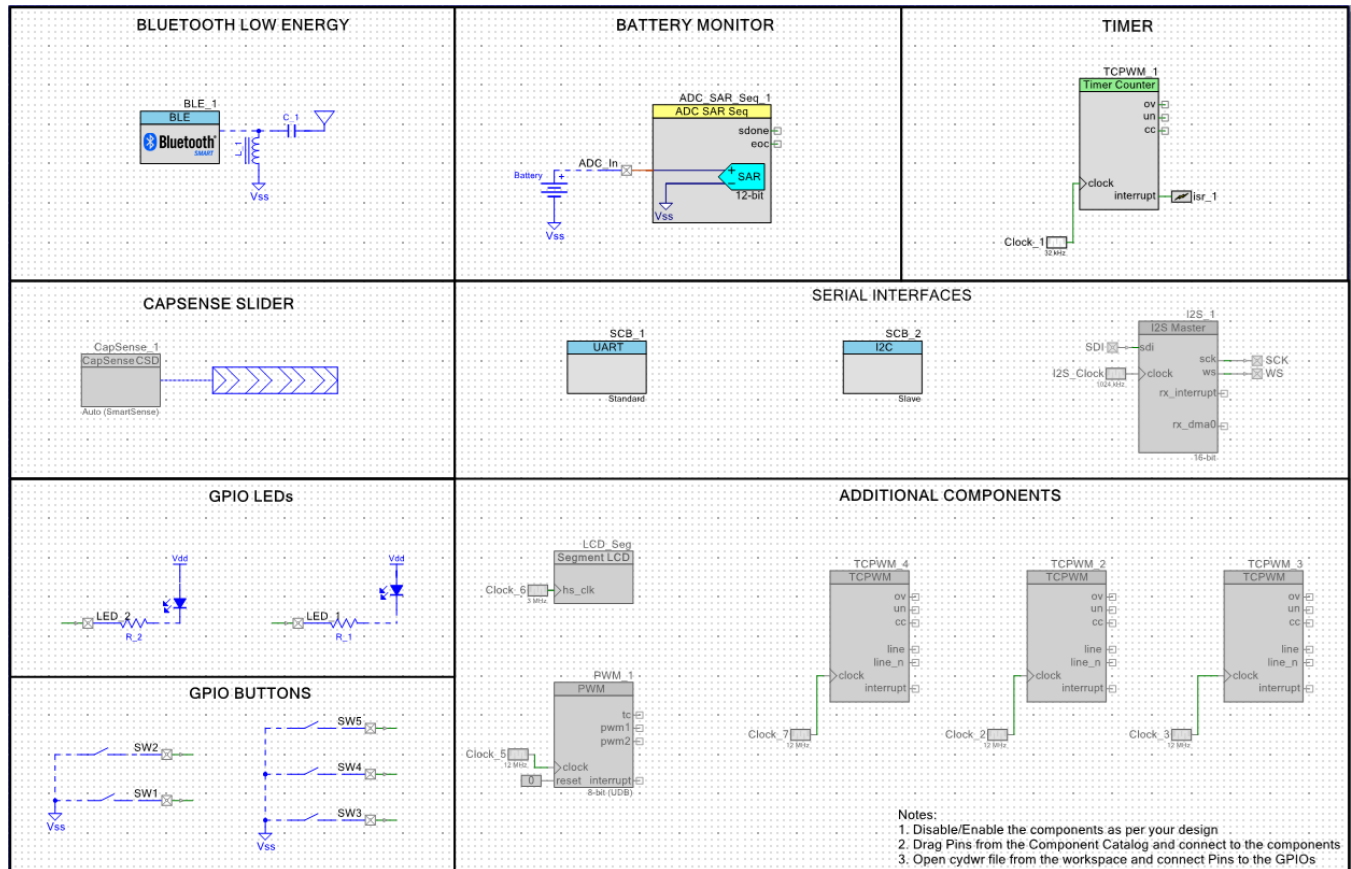 BLUETOOTH LOW ENERGY
BLE_1
BLE
Bluetooth®
SMART
C_1
L_1
Vss
BATTERY MONITOR
ADC_SAR_Seq_1
ADC SAR Seq
sdone
eoc
ADC_In
Battery
+
+
SAR
−
12-bit
Vss
Vss
TIMER
TCPWM_1
Timer Counter
ov
un
cc
clock
interrupt
isr_1
Clock_1
32 kHz
CAPSENSE SLIDER
CapSense_1
CapSense CSD
Auto (SmartSense)
SERIAL INTERFACES
SCB_1
UART
Standard
SCB_2
I2C
Slave
I2S_1
I2S Master
SDI
sdi
sck
SCK
I2S_Clock
1024 kHz
clock
ws
WS
rx_interrupt
rx_dma0
16-bit
GPIO LEDs
Vdd
Vdd
LED_2
R_2
LED_1
R_1
GPIO BUTTONS
SW5
SW2
SW4
SW1
SW3
Vss
Vss
ADDITIONAL COMPONENTS
LCD_Seg
Segment LCD
Clock_6
3 MHz
hs_clk
PWM_1
PWM
tc
pwm1
pwm2
Clock_5
12 MHz
clock
0
reset
interrupt
8-bit (UDB)
TCPWM_4
TCPWM
ov
un
cc
line
line_n
clock
interrupt
Clock_7
12 MHz
TCPWM_2
TCPWM
ov
un
cc
line
line_n
clock
interrupt
Clock_2
12 MHz
TCPWM_3
TCPWM
ov
un
cc
line
line_n
clock
interrupt
Clock_3
12 MHz
Notes:
1. Disable/Enable the components as per your design
2. Drag Pins from the Component Catalog and connect to the components
3. Open cydwr file from the workspace and connect Pins to the GPIOs